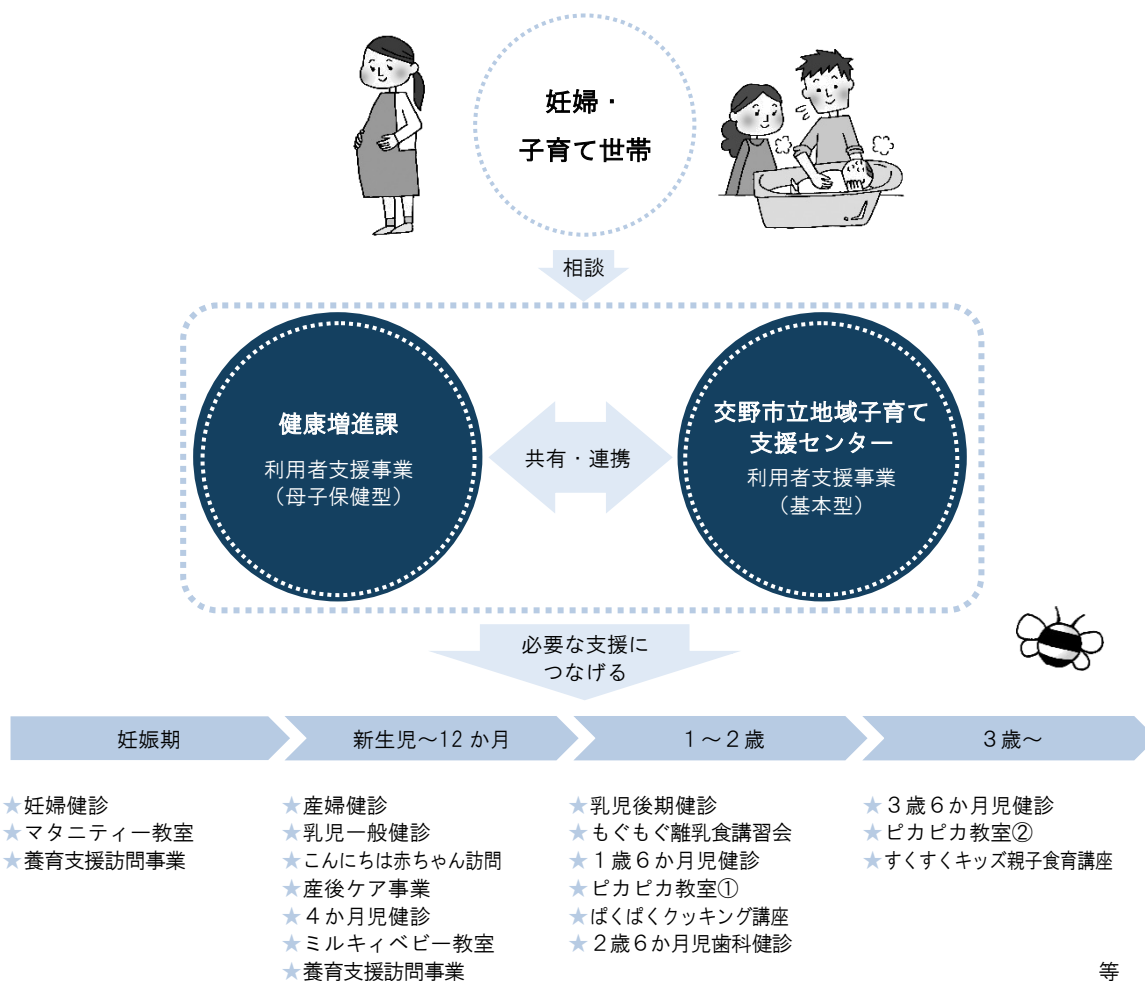 妊婦・
子育て世帯
相談
健康増進課
利用者支援事業
（母子保健型）
共有・連携
交野市立地域子育て
支援センター
利用者支援事業
（基本型）
必要な支援に
つなげる
妊娠期
新生児～12か月
１～２歳
３歳～
★妊婦健診
★マタニティー教室
★養育支援訪問事業
★産婦健診
★乳児一般健診
★こんにちは赤ちゃん訪問
★産後ケア事業
★４か月児健診
★ミルキィベビー教室
★養育支援訪問事業
★乳児後期健診
★もぐもぐ離乳食講習会
★１歳６か月児健診
★ピカピカ教室①
★ぱくぱくクッキング講座
★２歳６か月児歯科健診
★３歳６か月児健診
★ピカピカ教室②
★すくすくキッズ親子食育講座
等